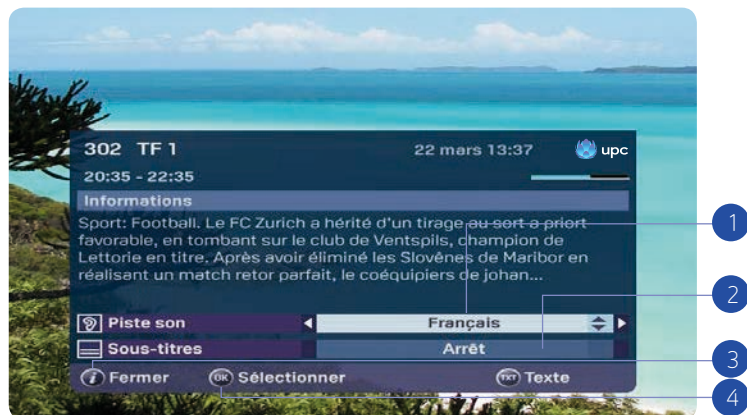 302 TF 1 22 mars 13:37 upc
20:35 - 22:35
Informations
Sport: Football. Le FC Zurich a hérité d'un tirage au sort a priort
favorable, en tombant sur le club de Ventspils, champion de
Lettorie en titre. Après avoir éliminé les Slovênes de Maribor en
réalisant un match retor parfait, le coéquipiers de johan...
1
2
Piste son Français
Sous-titres Arrêt
3
i Fermer OK Sélectionner TXT Texte
4